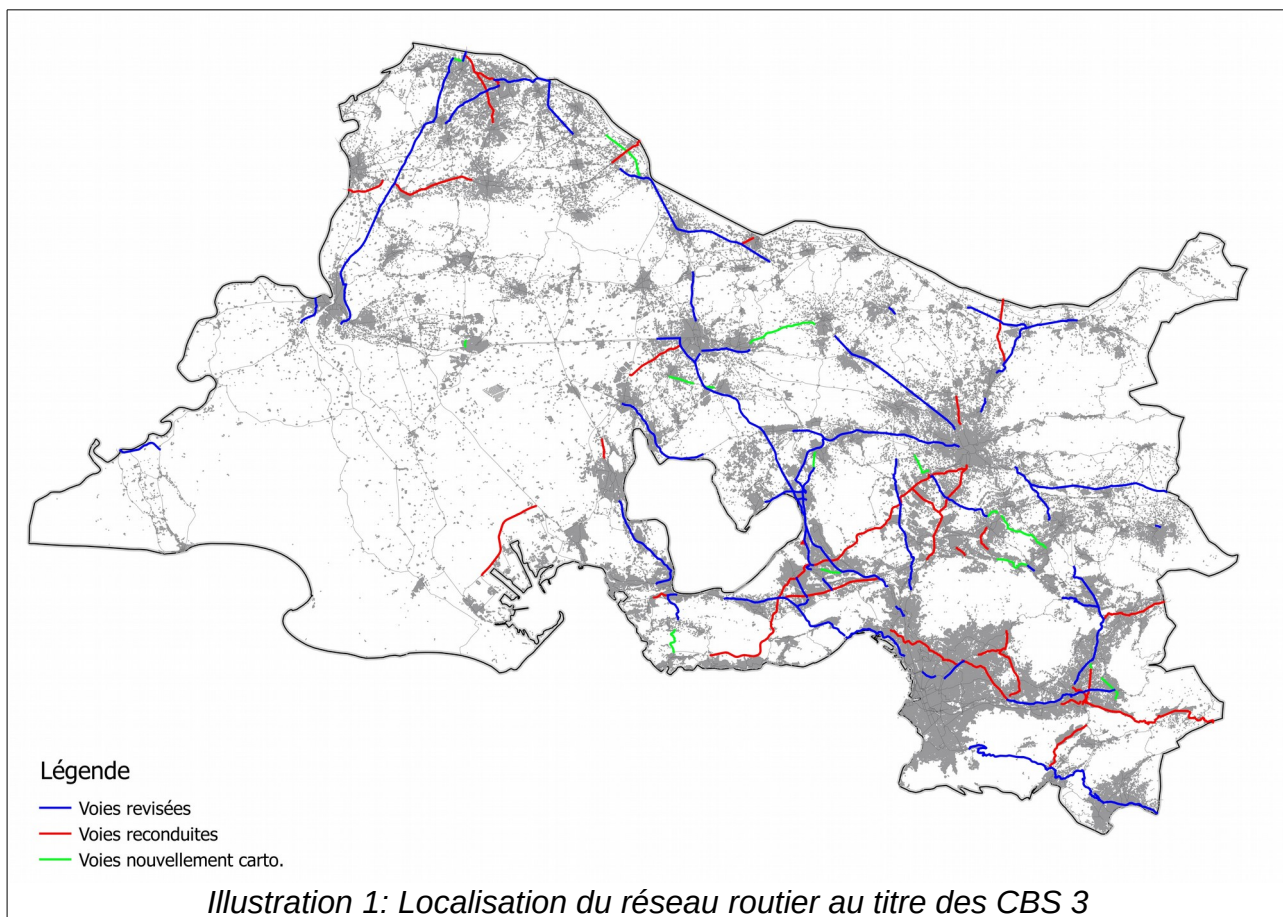 Légende
Voies revisées
Voies reconduites
Voies nouvellement carto.
Illustration 1: Localisation du réseau routier au titre des CBS 3